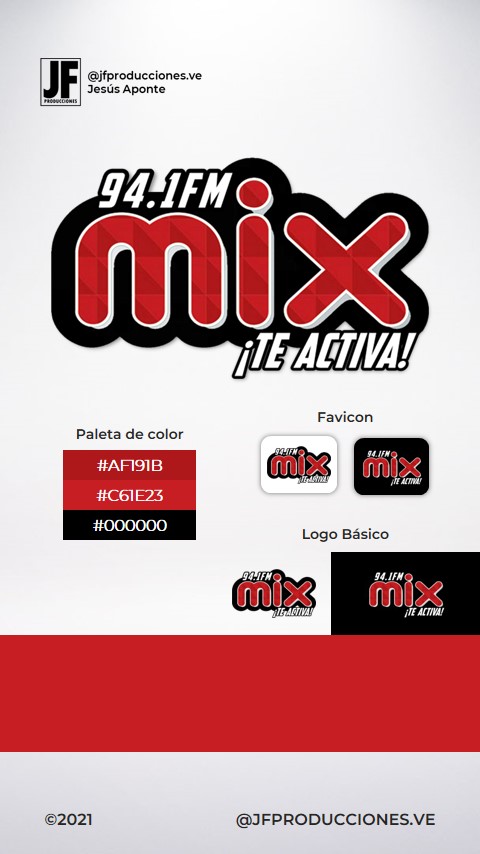 JF
PRODUCCIONES
@jfproducciones.ve
Jesús Aponte
94.1FM
mix
¡TE ACTIVA!
Paleta de color
#AF191B
#C61E23
#000000
Favicon
94.1FM
mix
¡TE ACTIVA!
94.1FM
mix
¡TE ACTIVA!
Logo Básico
94.1FM
mix
¡TE ACTIVA!
94.1FM
mix
¡TE ACTIVA!
©2021
@JFPRODUCCIONES.VE